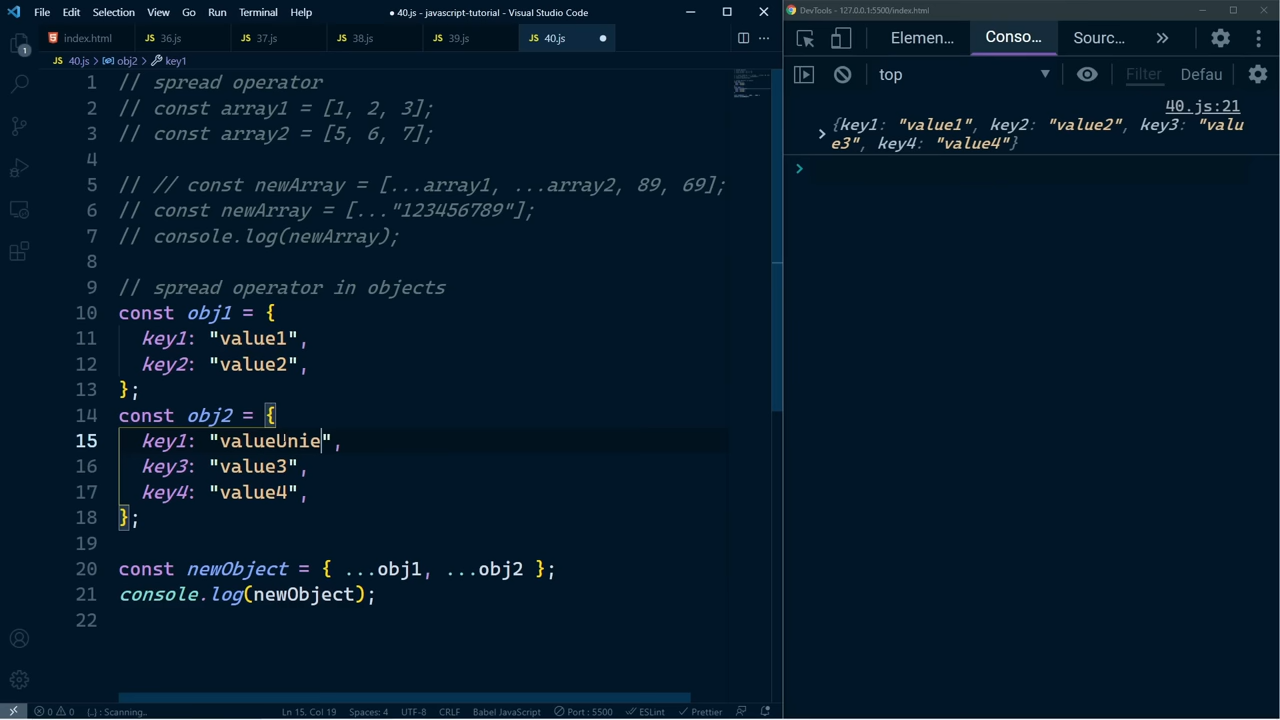 File Edit Selection View Go Run Terminal Help
● 40.js - javascript-tutorial - Visual Studio Code
index.html JS 36.js JS 37.js JS 38.js JS 39.js JS 40.js
JS 40.js > obj2 > key1
1 // spread operator
2 // const array1 = [1, 2, 3];
3 // const array2 = [5, 6, 7];
4
5 // // const newArray = [...array1, ...array2, 89, 69];
6 // const newArray = [..."123456789"];
7 // console.log(newArray);
8
9 // spread operator in objects
10 const obj1 = {
11 key1: "value1",
12 key2: "value2",
13 };
14 const obj2 = {
15 key1: "valueUnie",
16 key3: "value3",
17 key4: "value4",
18 };
19
20 const newObject = { ...obj1, ...obj2 };
21 console.log(newObject);
22
0 0 {..} : Scanning.. Ln 15, Col 19 Spaces: 4 UTF-8 CRLF Babel JavaScript Port : 5500 ESLint Prettier
DevTools - 127.0.0.1:5500/index.html
Elemen... Conso... Sourc... »
top Filter Defau
40.js:21
{key1: "value1", key2: "value2", key3: "valu
e3", key4: "value4"}
>